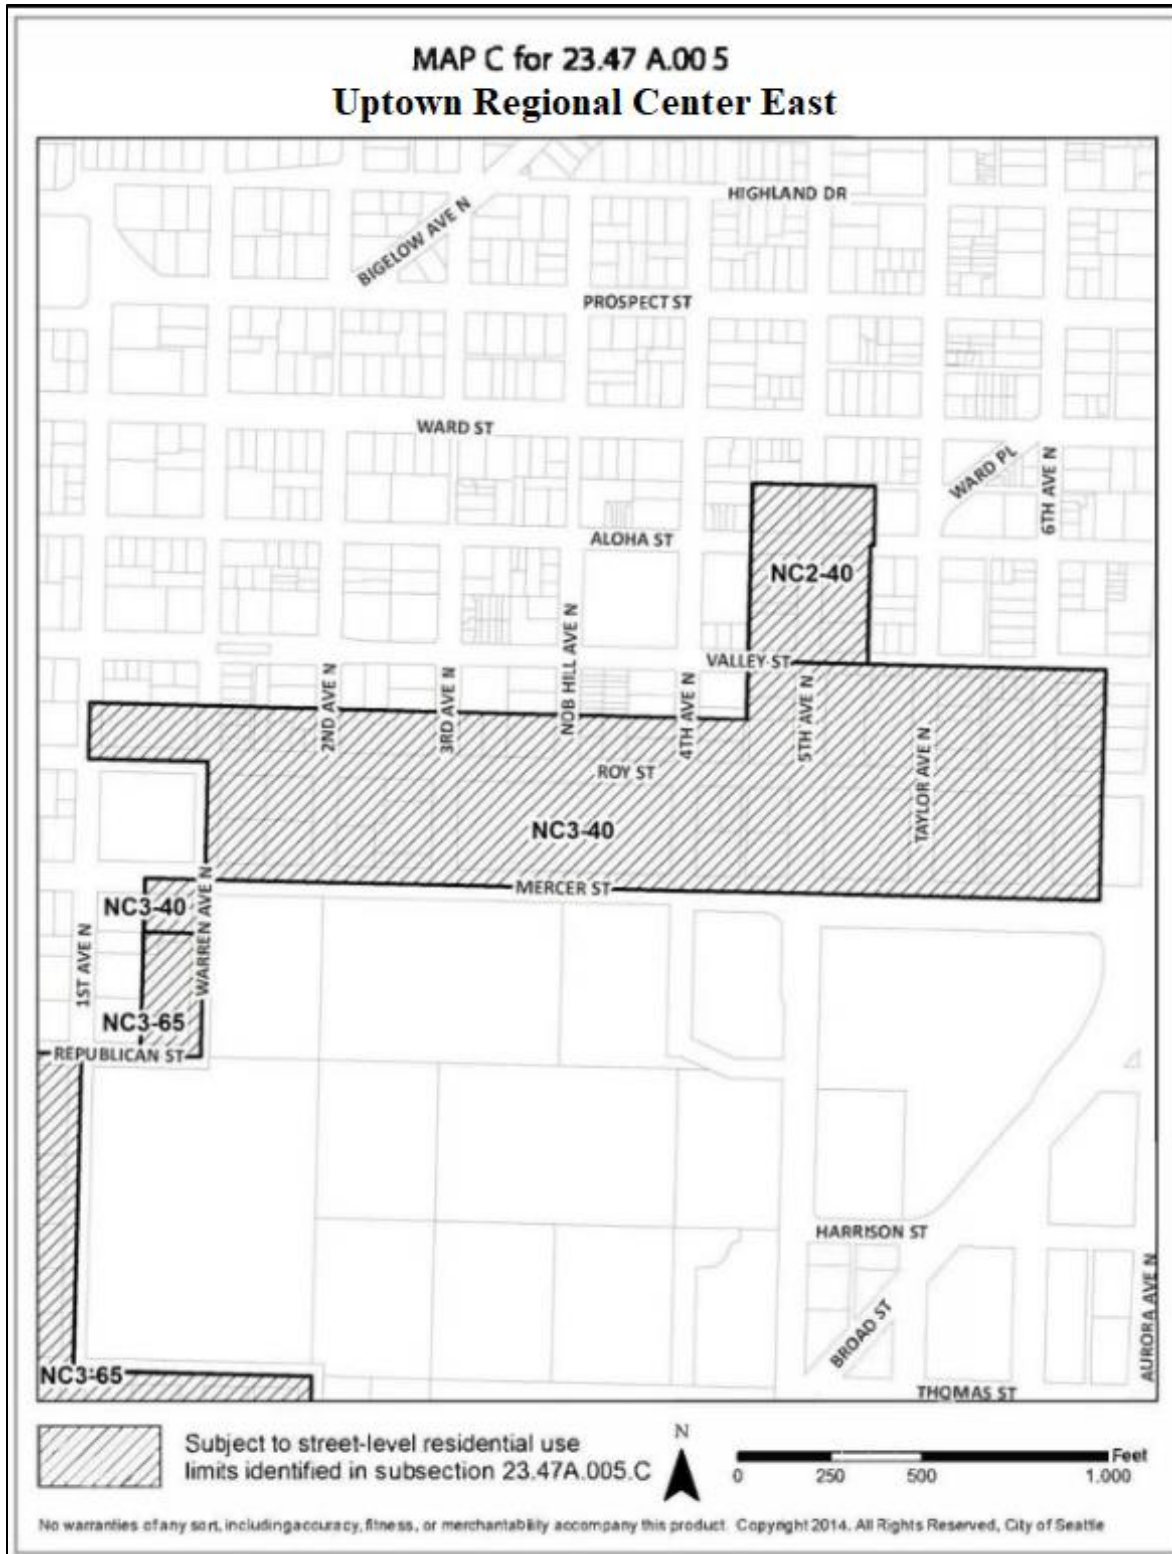 MAP C for 23.47 A.00 5
Uptown Regional Center East
HIGHLAND DR
BIGELOW AVE N
PROSPECT ST
WARD ST
WARD PL
6TH AVE N
ALOHA ST
NC2-40
NOB HILL AVE N
VALLEY ST
2ND AVE N
3RD AVE N
4TH AVE N
5TH AVE N
TAYLOR AVE N
ROY ST
NC3-40
MERCER ST
NC3-40
WARREN AVE N
1ST AVE N
NC3-65
REPUBLICAN ST
HARRISON ST
BROAD ST
AURORA AVE N
NC3-65
THOMAS ST
Subject to street-level residential use
limits identified in subsection 23.47A.005.C
N
Feet
0 250 500 1.000
No warranties of any sort, including accuracy, fitness, or merchantability accompany this product. Copyright 2014. All Rights Reserved, City of Seattle